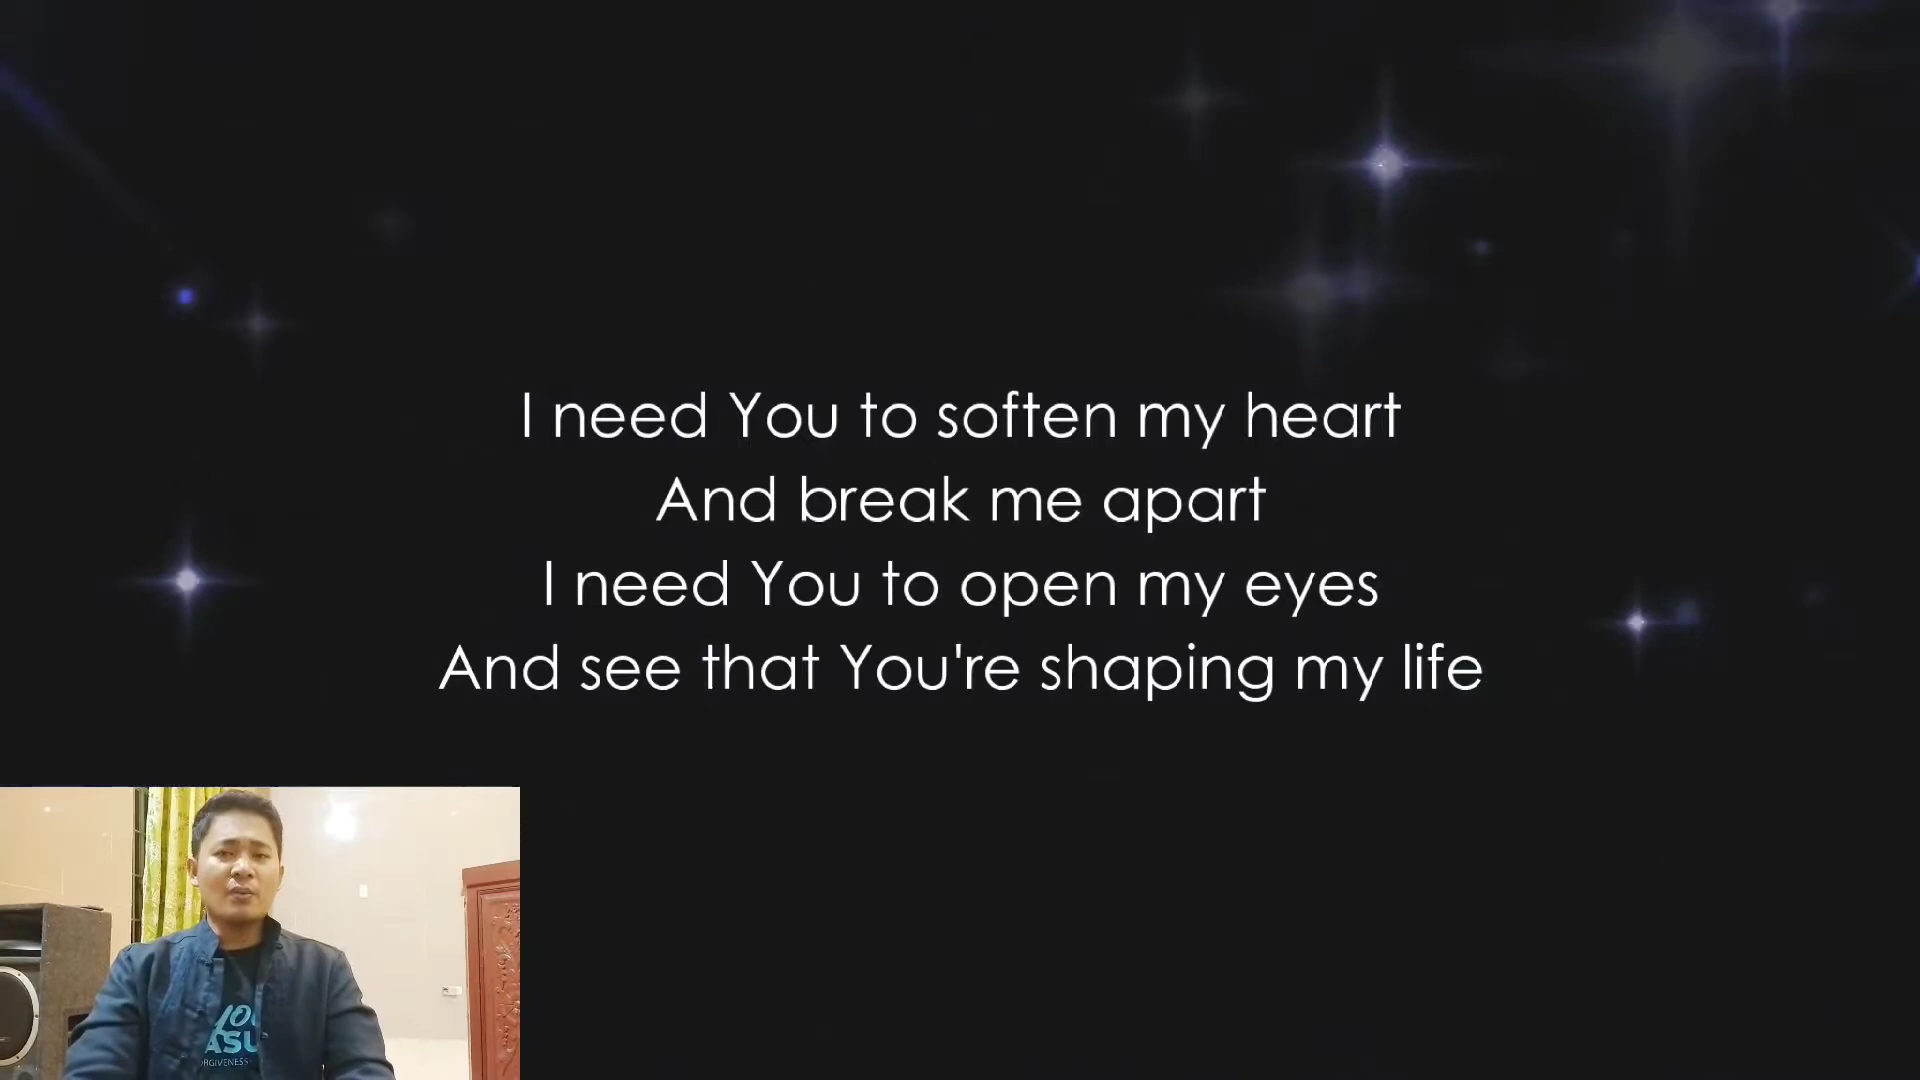 I need You to soften my heart
And break me apart
I need You to open my eyes
And see that You're shaping my life